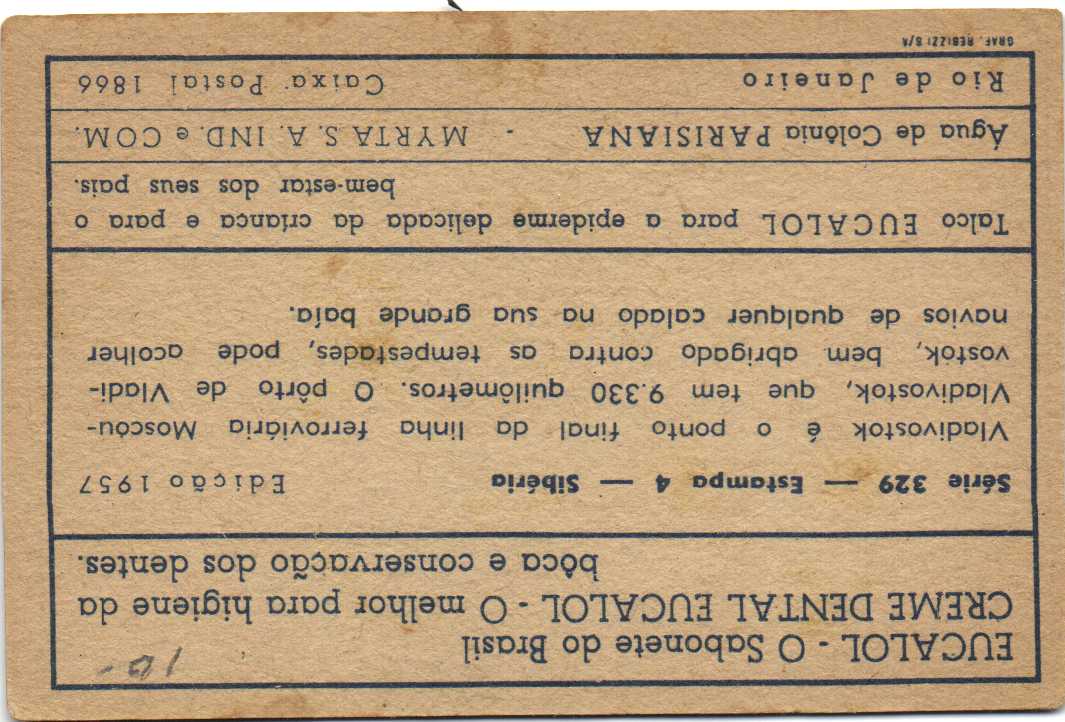 10-
EUCALOL - O Sabonete do Brasil
CREME DENTAL EUCALOL - O melhor para higiene da
bôca e conservação dos dentes.
Série 329 — Estampa 4 — Sibéria Edição 1957
Vladivostok é o ponto final da linha ferroviária Moscóu-
Vladivostok, que tem 9.330 quilômetros. O pôrto de Vladi-
vostók, bem abrigado contra as tempestades, pode acolher
navios de qualquer calado na sua grande baía.
Talco EUCALOL para a epiderme delicada da criança e para o
bem-estar dos seus pais.
Água de Colônia PARISIANA - MYRTA S. A. IND. e COM.
Rio de Janeiro Caixa Postal 1866
GRAF. REBIZZI S/A